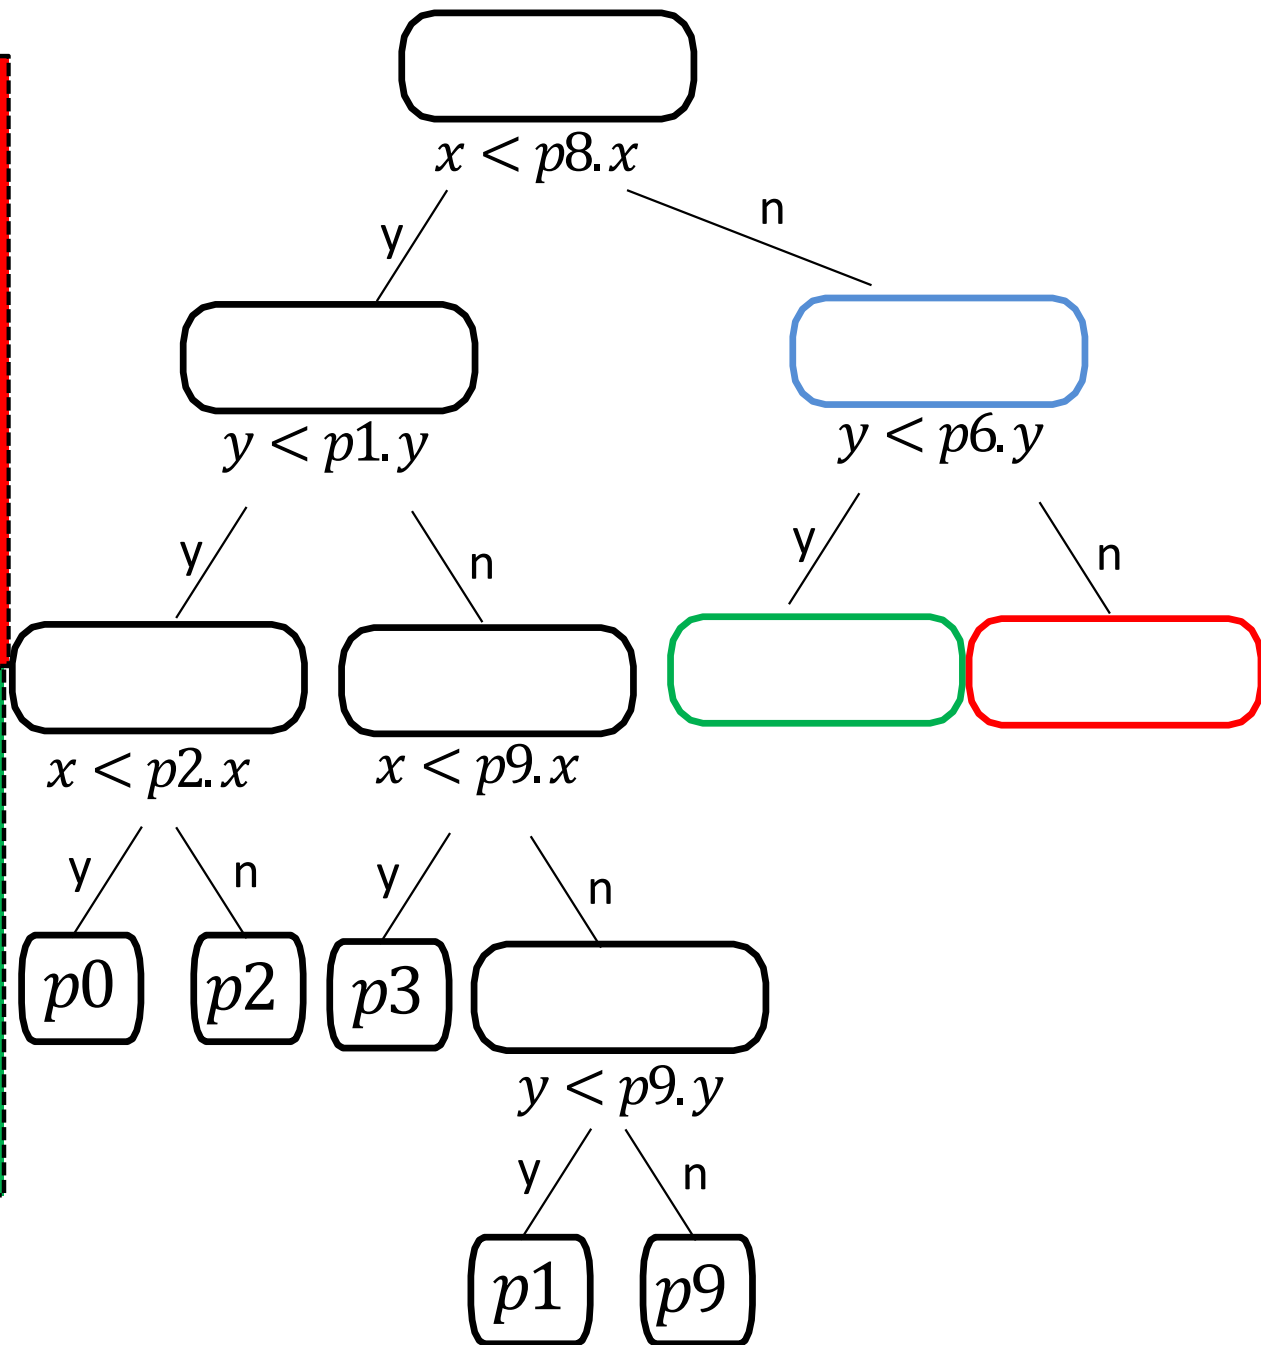 x < p8.x
y n
y < p1.y y < p6.y
y n y n
x < p2.x x < p9.x
y n y n
p0 p2 p3
y < p9.y
y n
p1 p9